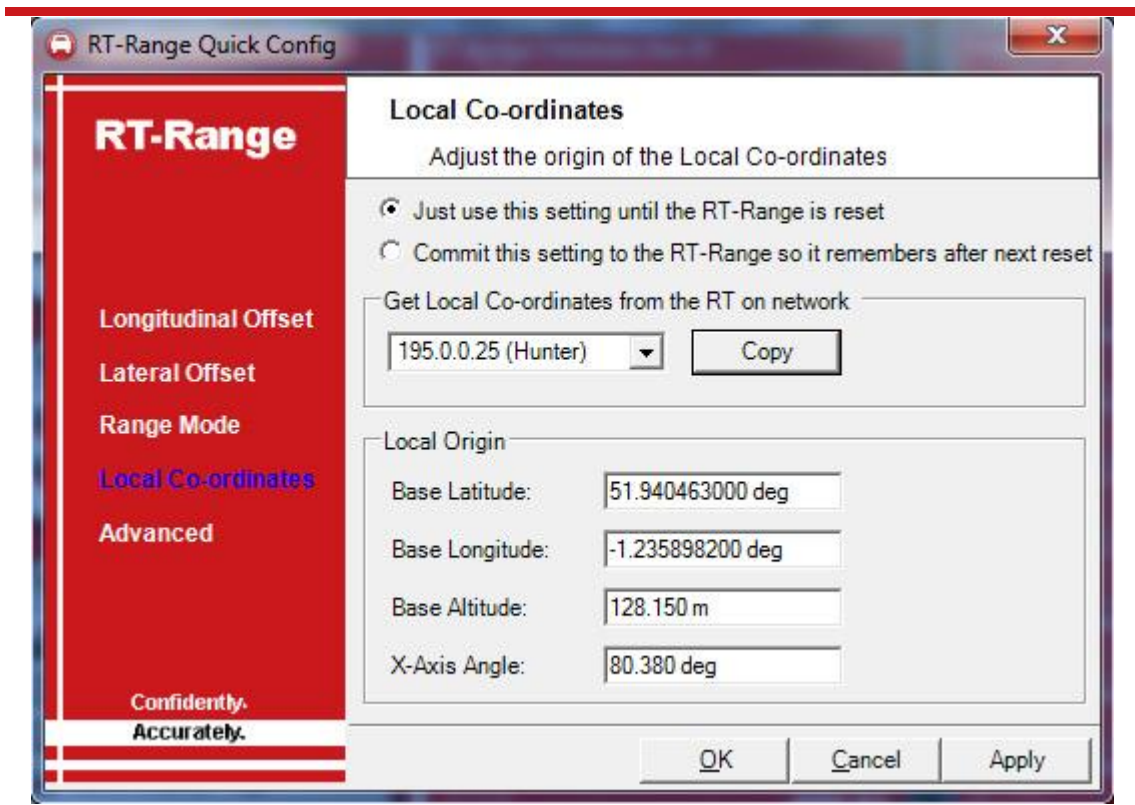 RT-Range Quick Config
RT-Range
Longitudinal Offset
Lateral Offset
Range Mode
Local Co-ordinates
Advanced
Confidently.
Accurately.
Local Co-ordinates
Adjust the origin of the Local Co-ordinates
Just use this setting until the RT-Range is reset
Commit this setting to the RT-Range so it remembers after next reset
Get Local Co-ordinates from the RT on network
195.0.0.25 (Hunter) Copy
Local Origin
Base Latitude: 51.940463000 deg
Base Longitude: -1.235898200 deg
Base Altitude: 128.150 m
X-Axis Angle: 80.380 deg
OK Cancel Apply